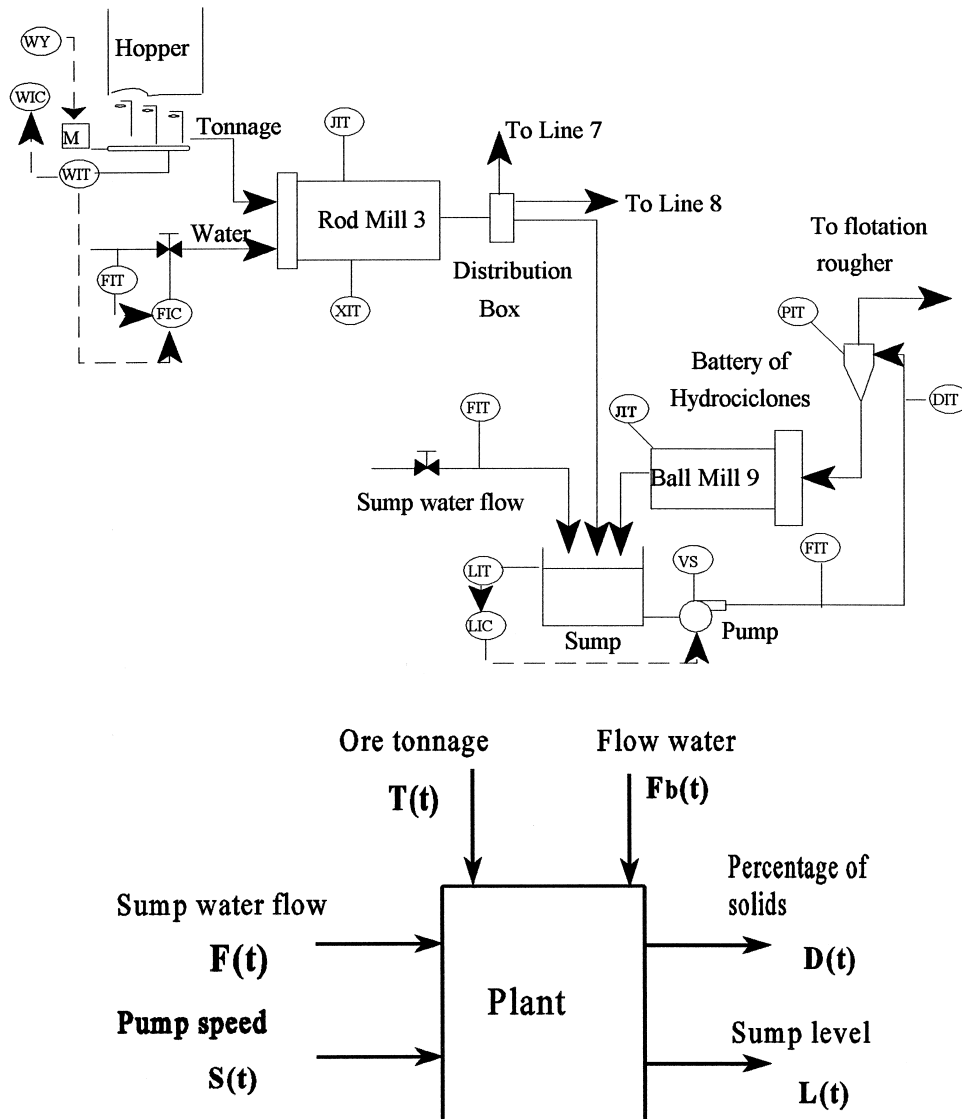 WY
Hopper
WIC
M
Tonnage
JIT
To Line 7
WIT
Rod Mill 3
To Line 8
Water
To flotation
rougher
FIT
FIC
XIT
Distribution
Box
PIT
Battery of
Hydrociclones
FIT
JIT
DIT
Ball Mill 9
Sump water flow
FIT
VS
LIT
LIC
Sump
Pump
Ore tonnage
T(t)
Flow water
Fb(t)
Percentage of
solids
D(t)
Sump water flow
F(t)
Plant
Pump speed
S(t)
Sump level
L(t)